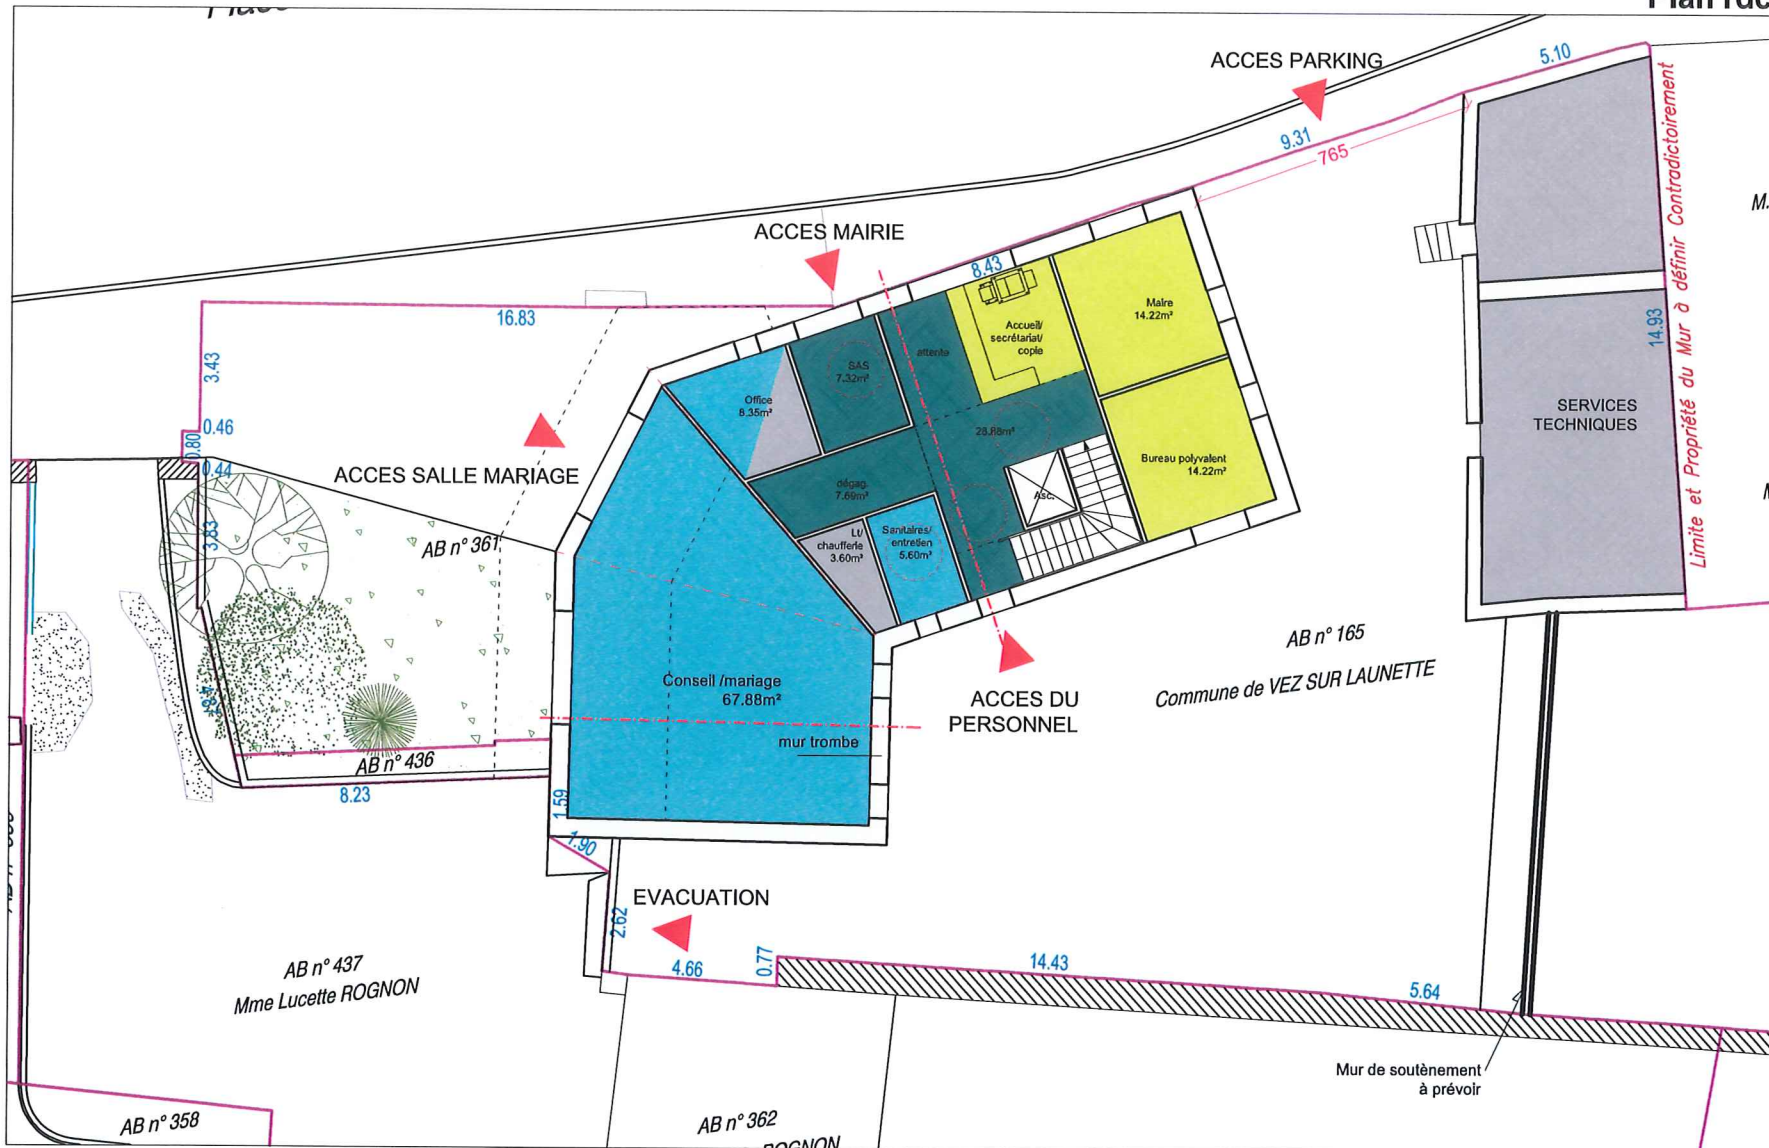 ACCES PARKING
5.10
9.31
765
Limite et Propriété du Mur à définir Contradictoirement
ACCES MAIRIE
8.43
16.83
3.43
0.46
0.80
0.44
3.83
ACCES SALLE MARIAGE
AB n° 361
Maire
14.22m²
Accueil/
secrétariat/
copie
attente
SAS
7.32m²
Office
8.35m²
28.88m²
Bureau polyvalent
14.22m²
Asc.
dégag.
7.69m²
Lt/
chaufferie
3.60m²
Sanitaires/
entretien
5.60m²
14.93
SERVICES
TECHNIQUES
AB n° 165
Commune de VEZ SUR LAUNETTE
Conseil /mariage
67.88m²
mur trombe
ACCES DU
PERSONNEL
AB n° 436
8.23
1.59
1.90
2.62
EVACUATION
4.66
0.77
14.43
5.64
AB n° 437
Mme Lucette ROGNON
Mur de soutènement
à prévoir
AB n° 358
AB n° 362